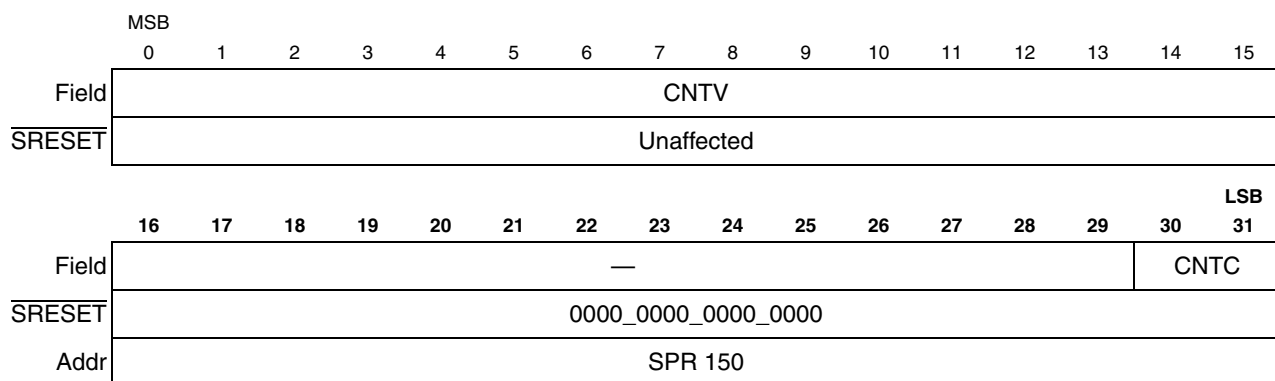 MSB
0 1 2 3 4 5 6 7 8 9 10 11 12 13 14 15
Field CNTV
SRESET Unaffected
LSB
16 17 18 19 20 21 22 23 24 25 26 27 28 29 30 31
Field — CNTC
SRESET 0000_0000_0000_0000
Addr SPR 150